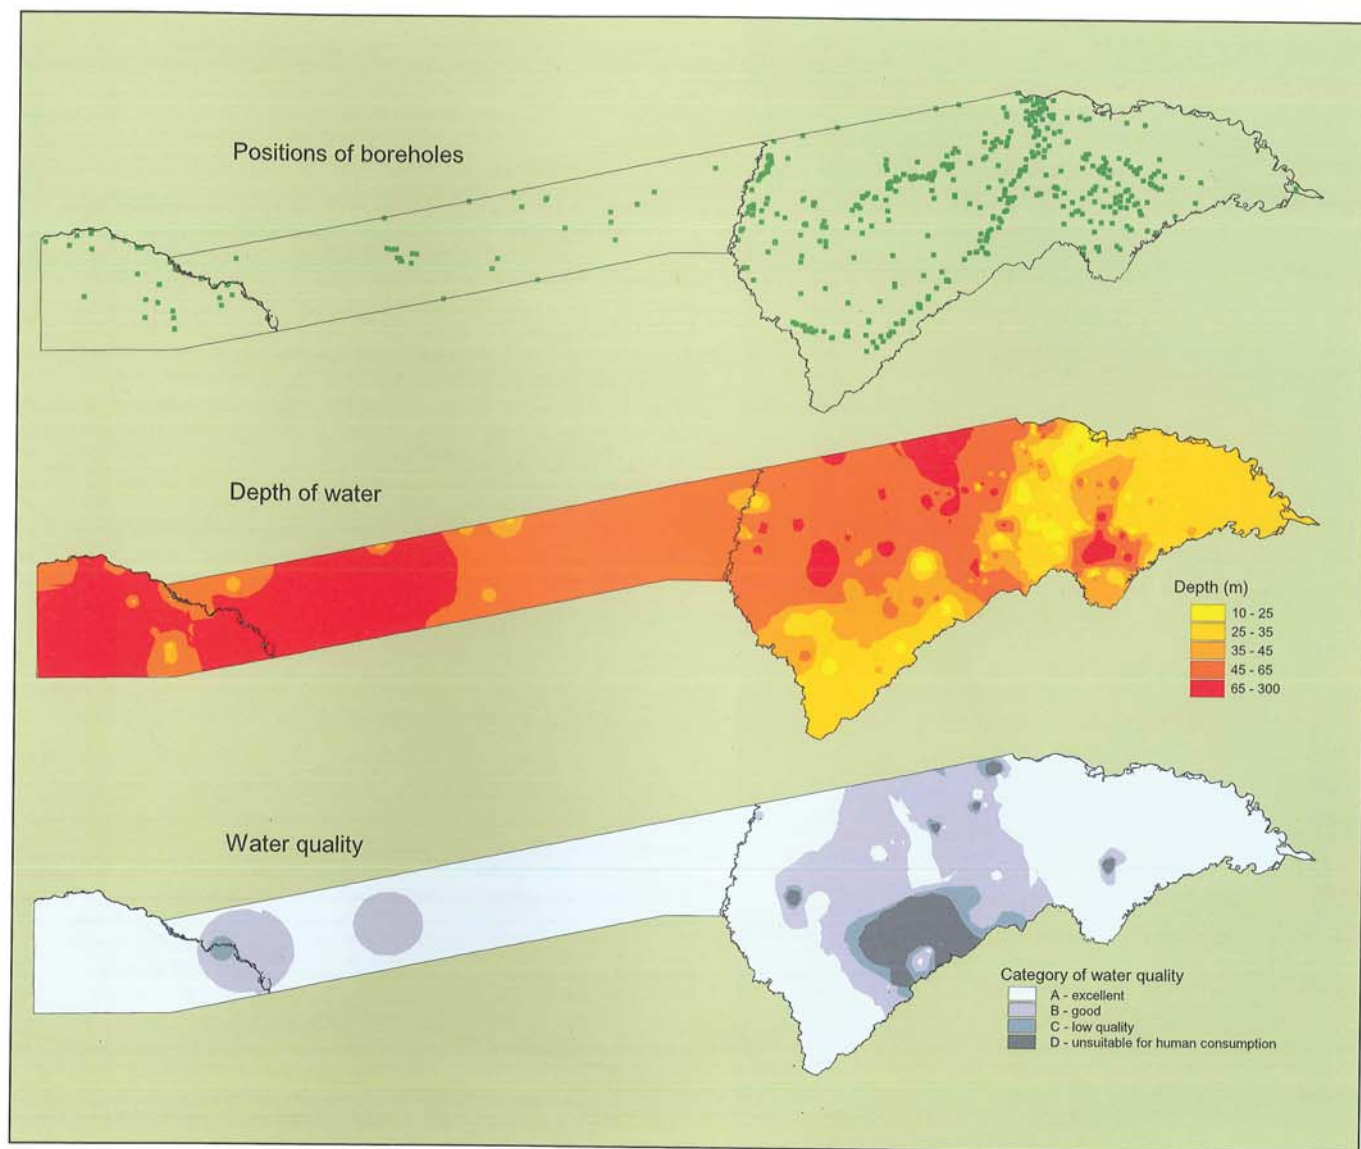 Positions of boreholes
Depth of water
Depth (m)
10 - 25
25 - 35
35 - 45
45 - 65
65 - 300
Water quality
Category of water quality
A - excellent
B - good
C - low quality
D - unsuitable for human consumption